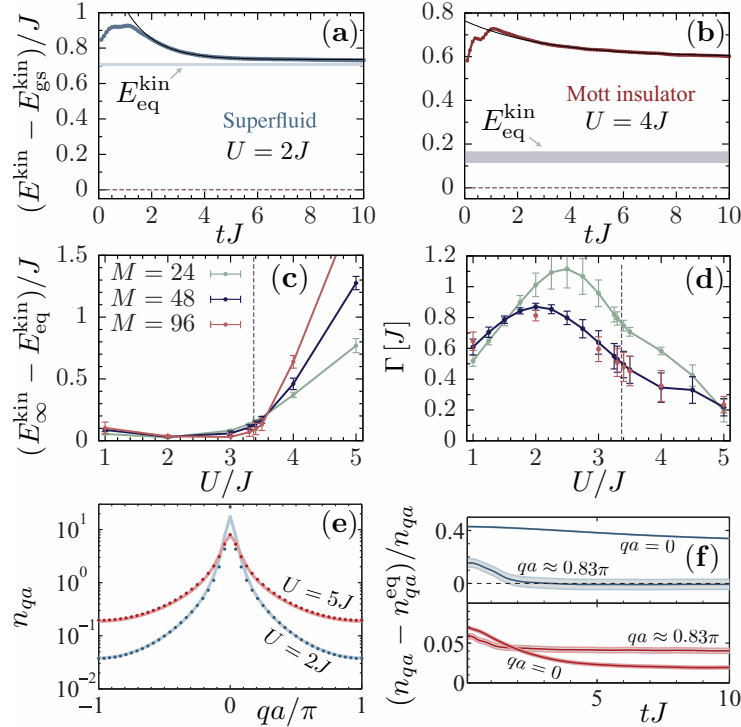 (E^kin − E^kin_gs)/J
1
0.8
0.6
0.4
0.2
0
(a)
E^kin_eq
Superfluid
U = 2J
0 2 4 6 8 10
tJ
0.8
0.6
0.4
0.2
0
(b)
Mott insulator
E^kin_eq
U = 4J
0 2 4 6 8 10
tJ
(E^kin_∞ − E^kin_eq)/J
1.5
1
0.5
0
M = 24
M = 48
M = 96
(c)
1 2 3 4 5
U/J
Γ [J]
1.2
1
0.8
0.6
0.4
0.2
0
(d)
1 2 3 4 5
U/J
n_qa
10^1
10^0
10^−1
10^−2
(e)
U = 5J
U = 2J
−1 0 1
qa/π
(n_qa − n^eq_qa)/n_qa
0.4
0
qa = 0
(f)
qa ≈ 0.83π
0.05
0
qa ≈ 0.83π
qa = 0
0 5 10
tJ